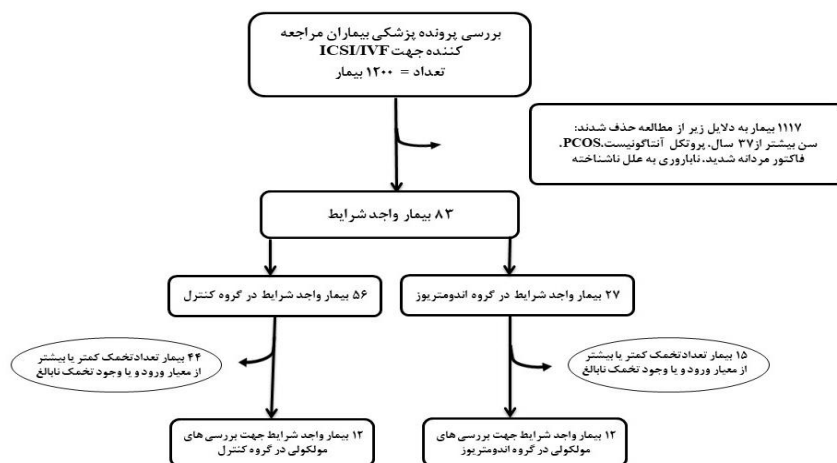 بررسی پرونده پزشکی بیماران مراجعه
کننده جهت ICSI/IVF
تعداد = ۱۲۰۰ بیمار
۱۱۱۷ بیمار به دلایل زیر از مطالعه حذف شدند:
سن بیشتر از ۳۷ سال، پروتکل آنتاگونیست، PCOS،
فاکتور مردانه شدید، ناباروری به علل ناشناخته
۸۳ بیمار واجد شرایط
۲۷ بیمار واجد شرایط در گروه اندومتریوز
۵۶ بیمار واجد شرایط در گروه کنترل
۱۵ بیمار تعداد تخمک کمتر یا بیشتر
از معیار ورود و یا وجود تخمک نابالغ
۴۴ بیمار تعداد تخمک کمتر یا بیشتر
از معیار ورود و یا وجود تخمک نابالغ
۱۲ بیمار واجد شرایط جهت بررسی های
مولکولی در گروه اندومتریوز
۱۲ بیمار واجد شرایط جهت بررسی های
مولکولی در گروه کنترل